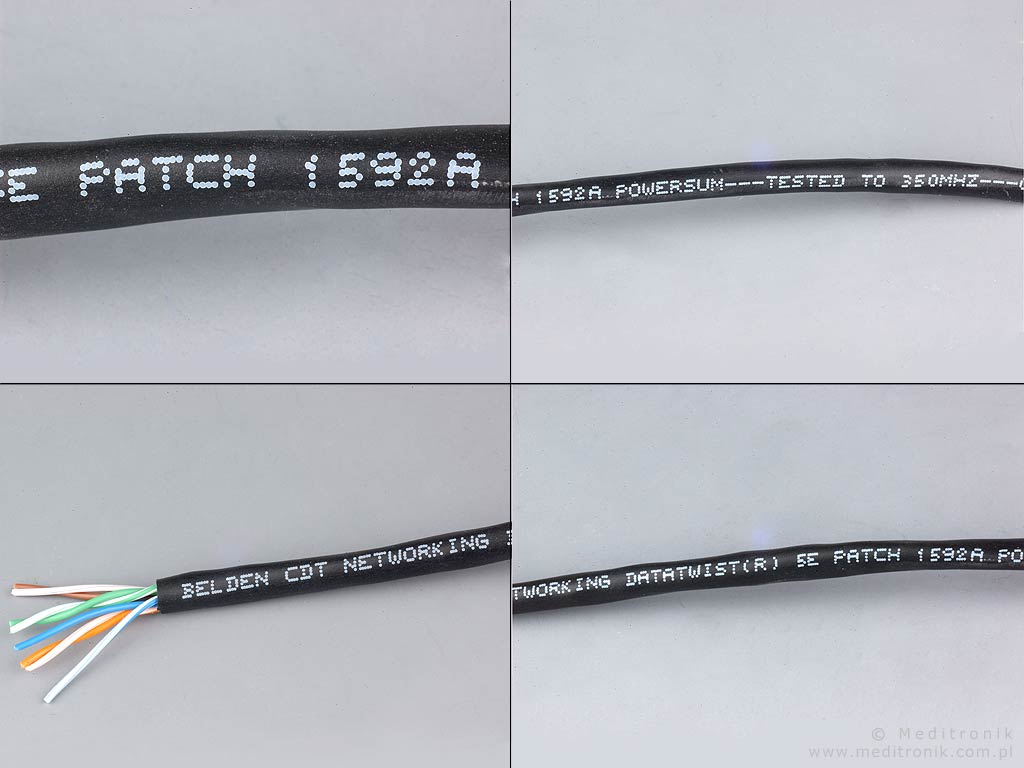 5E PATCH 1592A
H 1592A POWERSUM---TESTED TO 350MHZ---
BELDEN CDT NETWORKING
TWORKING DATATWIST(R) 5E PATCH 1592A PO
© Meditronik
www.meditronik.com.pl